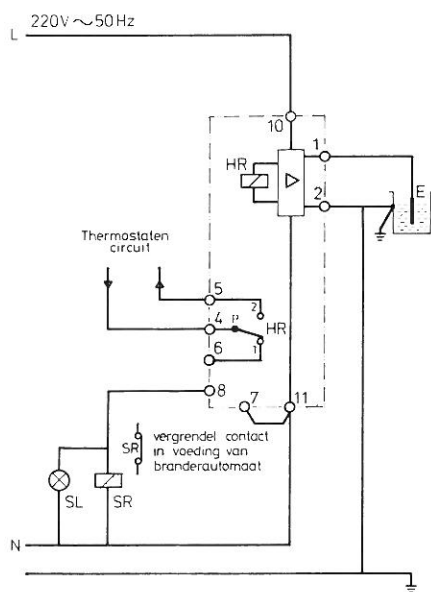 220V~50Hz
L
10
1
HR
2
E
Thermostaten
circuit
5
2
4
P
HR
1
6
8
7
11
SR
vergrendel contact
in voeding van
branderautomaat
SL
SR
N